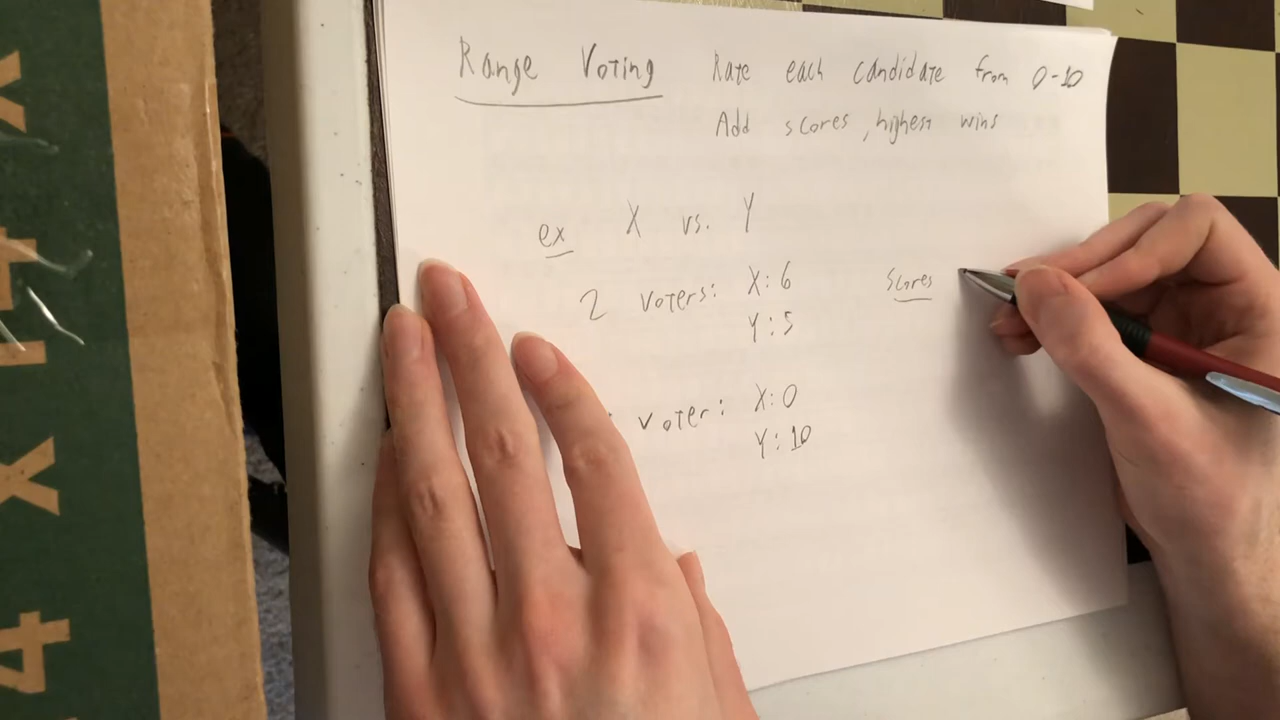 Range Voting Rate each candidate from 0-10
Add scores, highest wins
ex X vs. Y
2 voters: X: 6
Y: 5
Scores
voter: X: 0
Y: 10
4 X